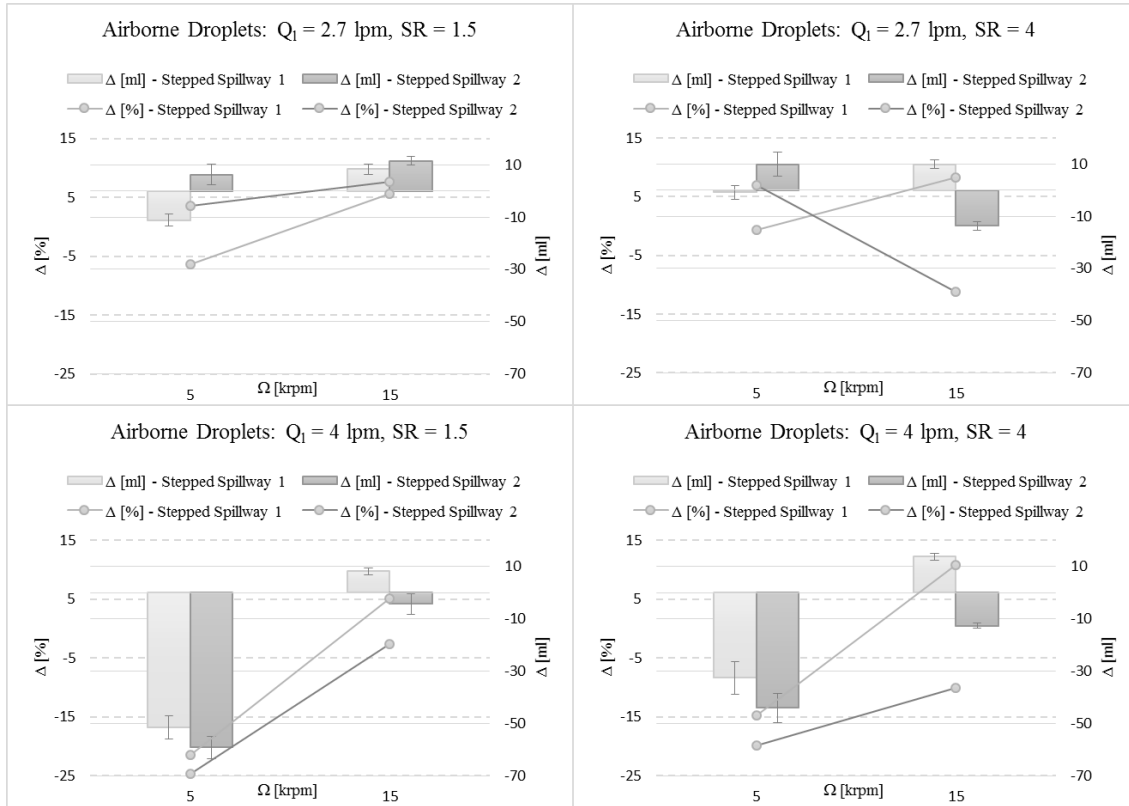 Airborne Droplets: Ql = 2.7 lpm, SR = 1.5
Δ [ml] - Stepped Spillway 1 Δ [ml] - Stepped Spillway 2
Δ [%] - Stepped Spillway 1 Δ [%] - Stepped Spillway 2
15
5
-5
-15
-25
Δ [%]
10
-10
-30
-50
-70
Δ [ml]
5 Ω [krpm] 15
Airborne Droplets: Ql = 2.7 lpm, SR = 4
Δ [ml] - Stepped Spillway 1 Δ [ml] - Stepped Spillway 2
Δ [%] - Stepped Spillway 1 Δ [%] - Stepped Spillway 2
15
5
-5
-15
-25
Δ [%]
10
-10
-30
-50
-70
Δ [ml]
5 Ω [krpm] 15
Airborne Droplets: Ql = 4 lpm, SR = 1.5
Δ [ml] - Stepped Spillway 1 Δ [ml] - Stepped Spillway 2
Δ [%] - Stepped Spillway 1 Δ [%] - Stepped Spillway 2
15
5
-5
-15
-25
Δ [%]
10
-10
-30
-50
-70
Δ [ml]
5 Ω [krpm] 15
Airborne Droplets: Ql = 4 lpm, SR = 4
Δ [ml] - Stepped Spillway 1 Δ [ml] - Stepped Spillway 2
Δ [%] - Stepped Spillway 1 Δ [%] - Stepped Spillway 2
15
5
-5
-15
-25
Δ [%]
10
-10
-30
-50
-70
Δ [ml]
5 Ω [krpm] 15